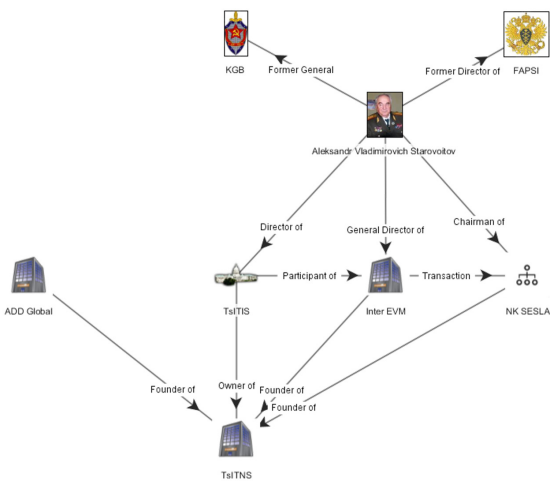 KGB
FAPSI
Former General
Former Director of
Aleksandr Vladimirovich Starovoitov
Director of
General Director of
Chairman of
Participant of
Transaction
ADD Global
TsITIS
Inter EVM
NK SESLA
Founder of
Owner of
Founder of
Founder of
TsITNS